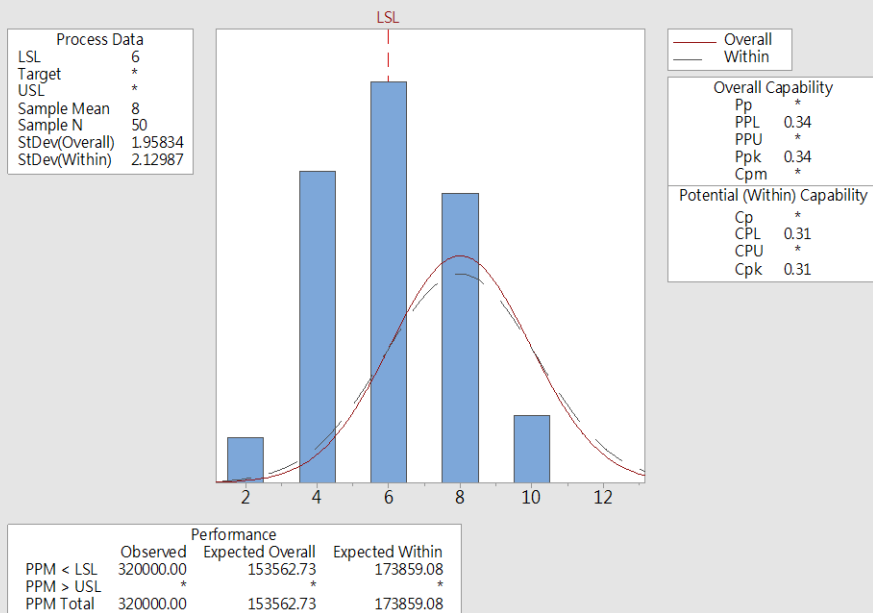 LSL
Process Data
LSL 6
Target *
USL *
Sample Mean 8
Sample N 50
StDev(Overall) 1.95834
StDev(Within) 2.12987
Overall
Within
Overall Capability
Pp *
PPL 0.34
PPU *
Ppk 0.34
Cpm *
Potential (Within) Capability
Cp *
CPL 0.31
CPU *
Cpk 0.31
2 4 6 8 10 12
Performance
Observed Expected Overall Expected Within
PPM < LSL 320000.00 153562.73 173859.08
PPM > USL * * *
PPM Total 320000.00 153562.73 173859.08